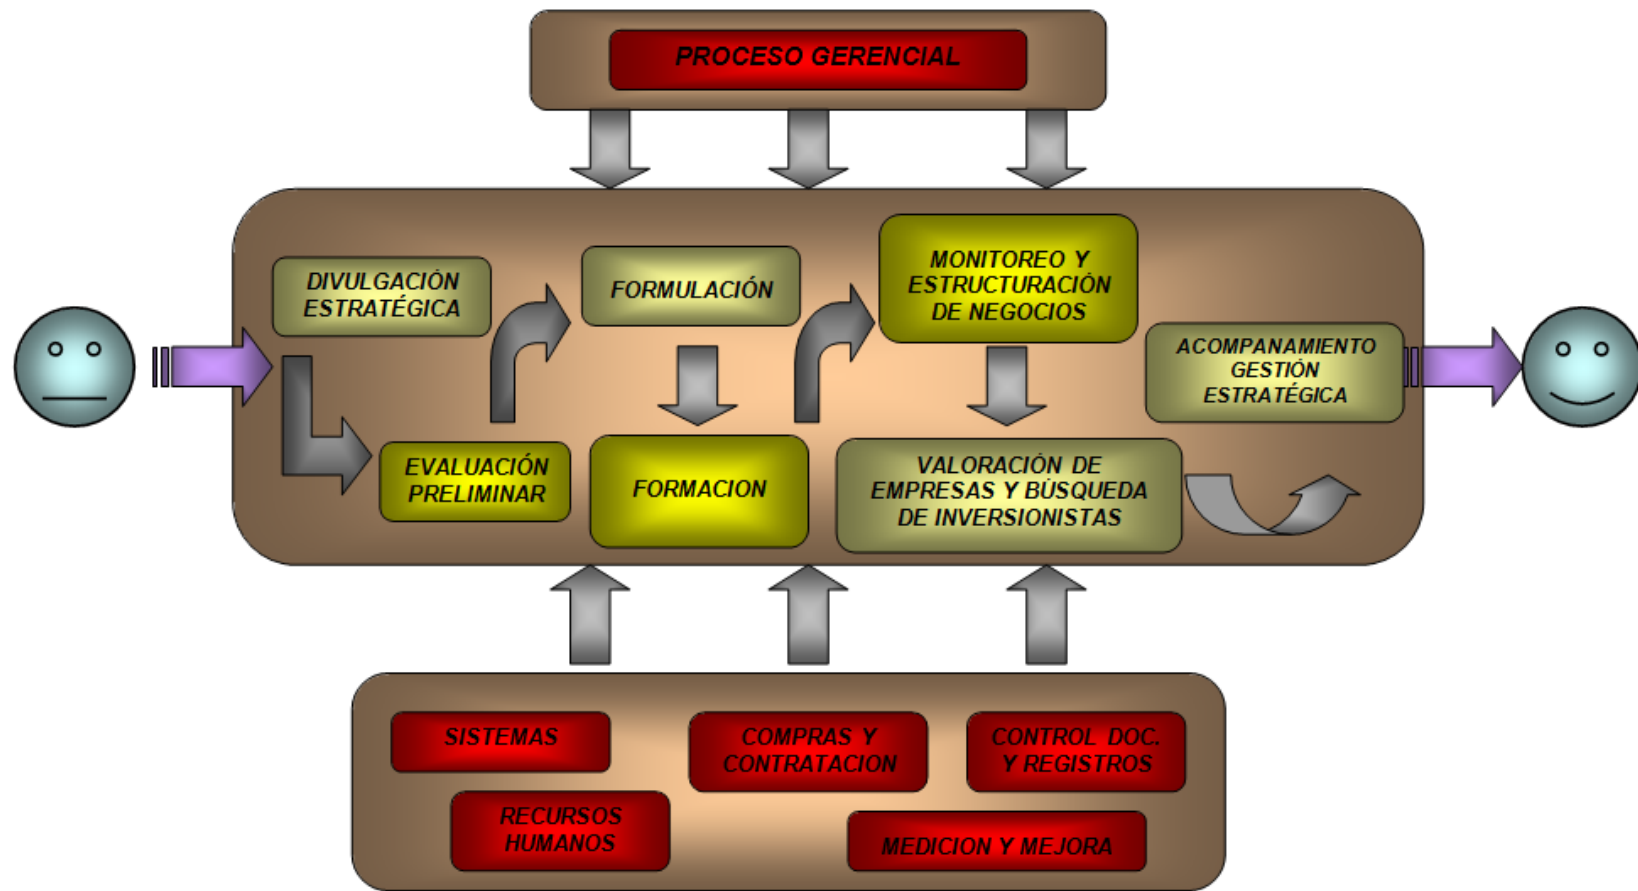 PROCESO GERENCIAL
DIVULGACIÓN
ESTRATÉGICA
FORMULACIÓN
MONITOREO Y
ESTRUCTURACIÓN
DE NEGOCIOS
ACOMPANAMIENTO
GESTIÓN
ESTRATÉGICA
EVALUACIÓN
PRELIMINAR
FORMACION
VALORACIÓN DE
EMPRESAS Y BÚSQUEDA
DE INVERSIONISTAS
SISTEMAS
COMPRAS Y
CONTRATACION
CONTROL DOC.
Y REGISTROS
RECURSOS
HUMANOS
MEDICION Y MEJORA